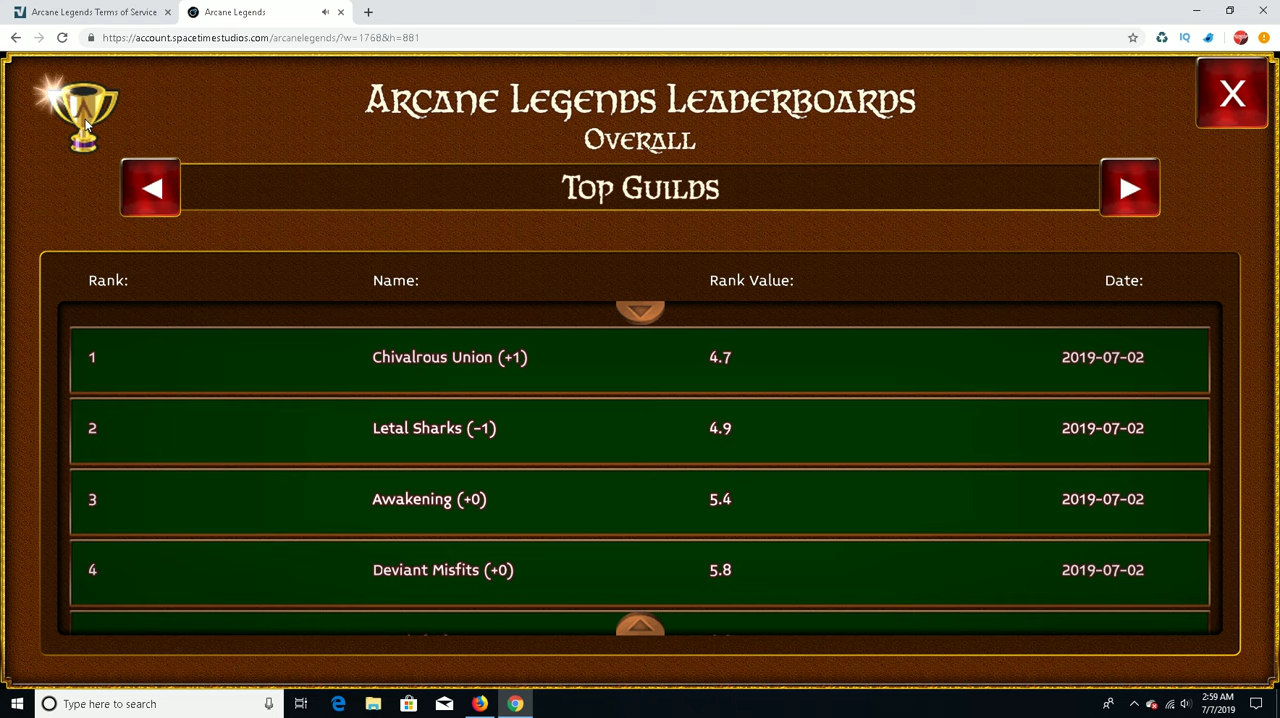 Arcane Legends Terms of Service
Arcane Legends
https://account.spacetimestudios.com/arcanelegends/?w=1768&h=881
IQ
Arcane Legends Leaderboards
X
Overall
Top Guilds
Rank: Name: Rank Value: Date:
1 Chivalrous Union (+1) 4.7 2019-07-02
2 Letal Sharks (-1) 4.9 2019-07-02
3 Awakening (+0) 5.4 2019-07-02
4 Deviant Misfits (+0) 5.8 2019-07-02
Type here to search
2:59 AM
7/7/2019